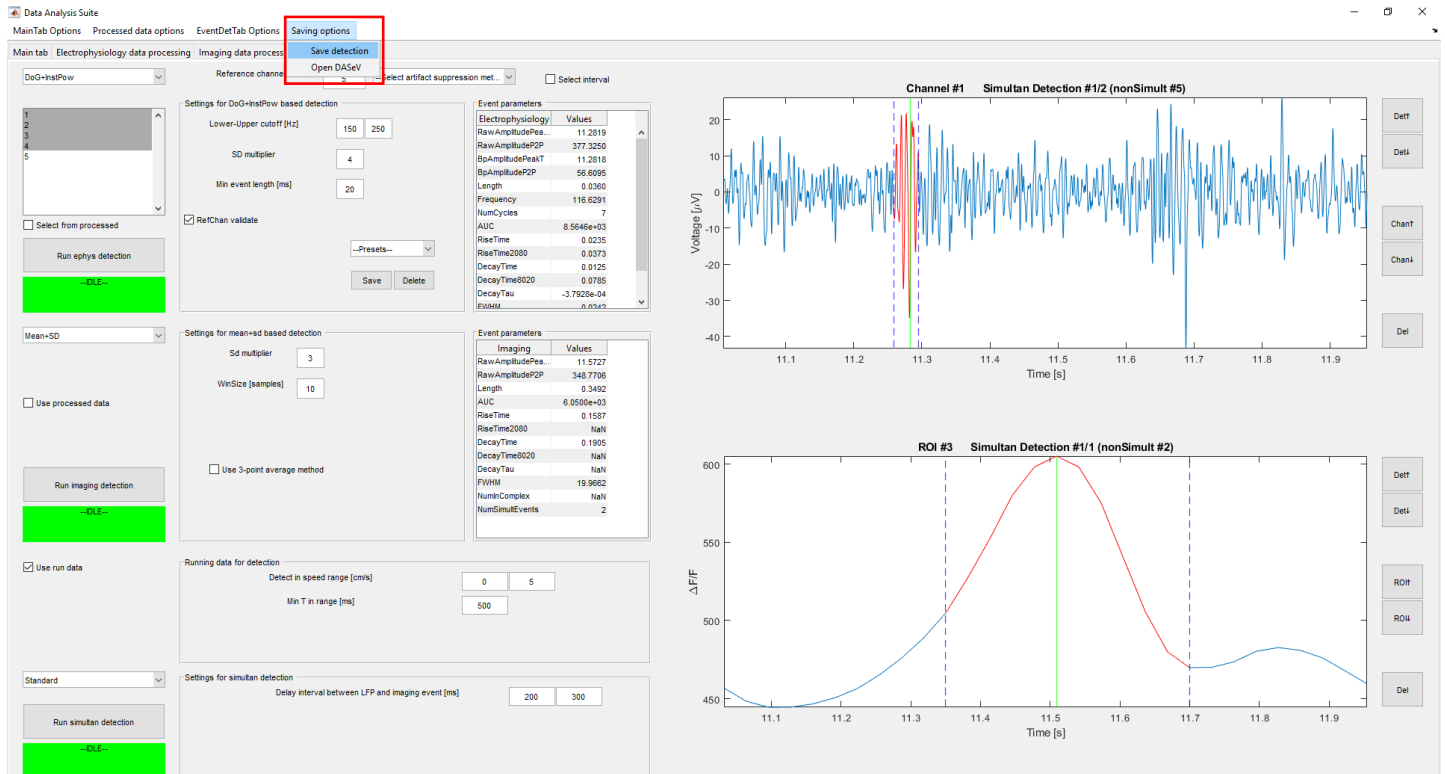 Data Analysis Suite
MainTab Options Processed data options EventDetTab Options Saving options
Main tab Electrophysiology data processing Imaging data process
Save detection
Open DASeV
DoG+InstPow
Reference channel
5
--Select artifact suppression met...
Select interval
1
2
3
4
5
Select from processed
Run ephys detection
--IDLE--
Settings for DoG+InstPow based detection
Lower-Upper cutoff [Hz] 150 250
SD multiplier 4
Min event length [ms] 20
RefChan validate
--Presets--
Save Delete
Event parameters
Electrophysiology Values
RawAmplitudePea... 11.2819
RawAmplitudeP2P 377.3250
BpAmplitudePeakT 11.2818
BpAmplitudeP2P 56.6095
Length 0.0360
Frequency 116.6291
NumCycles 7
AUC 8.5646e+03
RiseTime 0.0235
RiseTime2080 0.0373
DecayTime 0.0125
DecayTime8020 0.0785
DecayTau -3.7928e-04
FWHM 0.0242
Mean+SD
Use processed data
Run imaging detection
--IDLE--
Settings for mean+sd based detection
Sd multiplier 3
WinSize [samples] 10
Use 3-point average method
Event parameters
Imaging Values
RawAmplitudePea... 11.5727
RawAmplitudeP2P 348.7706
Length 0.3492
AUC 6.0500e+03
RiseTime 0.1587
RiseTime2080 NaN
DecayTime 0.1905
DecayTime8020 NaN
DecayTau NaN
FWHM 19.9662
NumInComplex NaN
NumSimultEvents 2
Use run data
Running data for detection
Detect in speed range [cm/s] 0 5
Min T in range [ms] 500
Standard
Run simultan detection
--IDLE--
Settings for simultan detection
Delay interval between LFP and imaging event [ms] 200 300
Channel #1 Simultan Detection #1/2 (nonSimult #5)
Voltage [μV]
20
10
0
-10
-20
-30
-40
11.1 11.2 11.3 11.4 11.5 11.6 11.7 11.8 11.9
Time [s]
Det↑
Det↓
Chan↑
Chan↓
Del
ROI #3 Simultan Detection #1/1 (nonSimult #2)
ΔF/F
600
550
500
450
11.1 11.2 11.3 11.4 11.5 11.6 11.7 11.8 11.9
Time [s]
Det↑
Det↓
ROI↑
ROI↓
Del